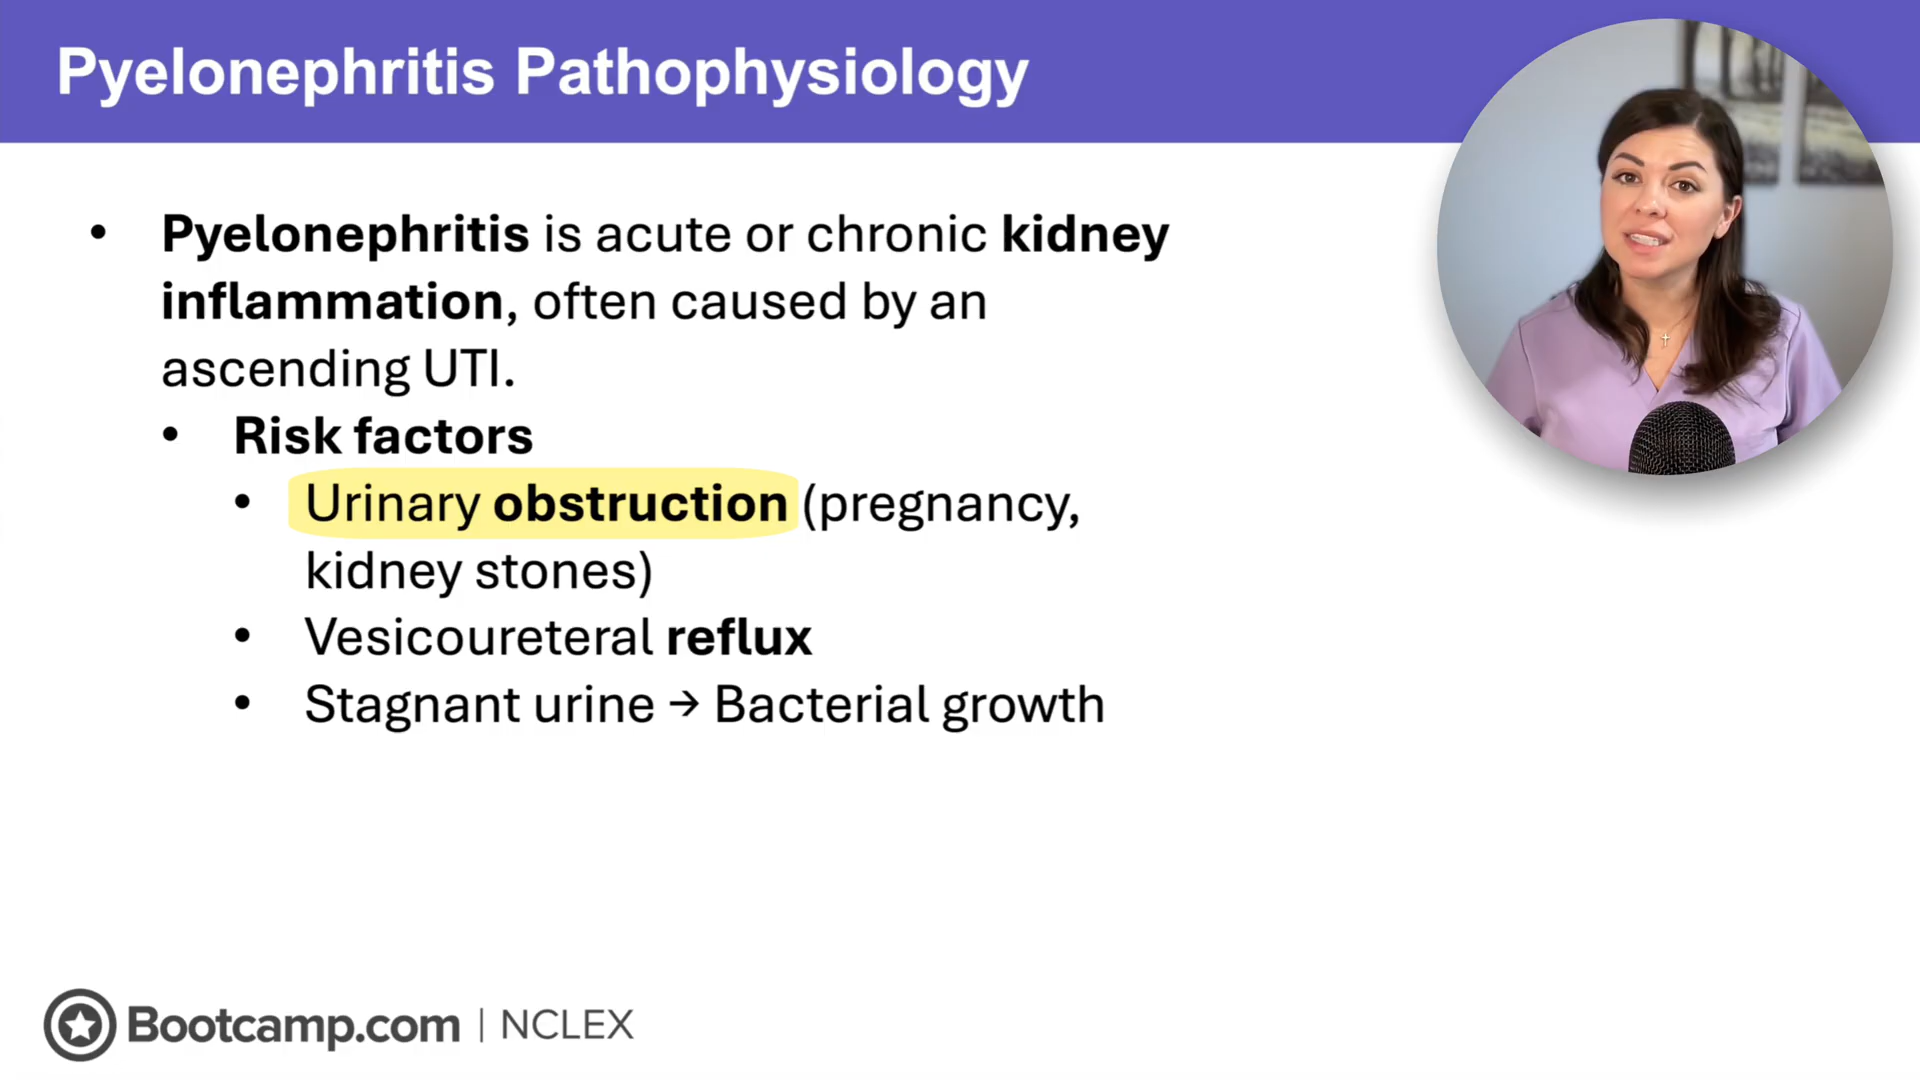 Pyelonephritis Pathophysiology
• Pyelonephritis is acute or chronic kidney
inflammation, often caused by an
ascending UTI.
• Risk factors
• Urinary obstruction (pregnancy,
kidney stones)
• Vesicoureteral reflux
• Stagnant urine → Bacterial growth
Bootcamp.com | NCLEX